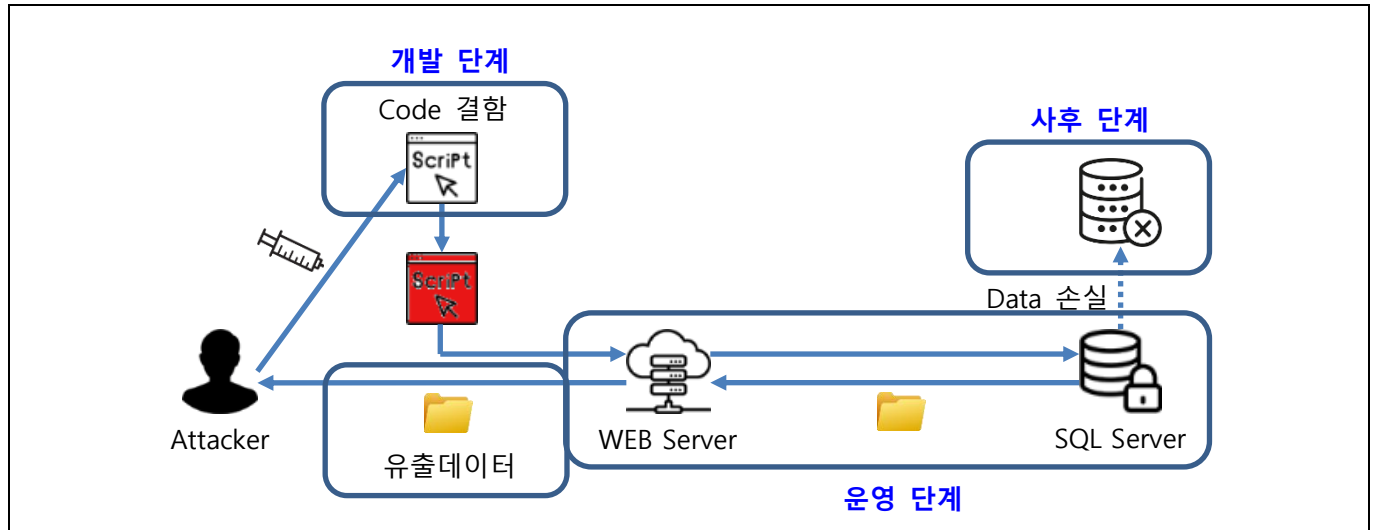 개발 단계
Code 결함
ScriPt
사후 단계
ScriPt
Data 손실
Attacker
유출데이터
WEB Server
SQL Server
운영 단계